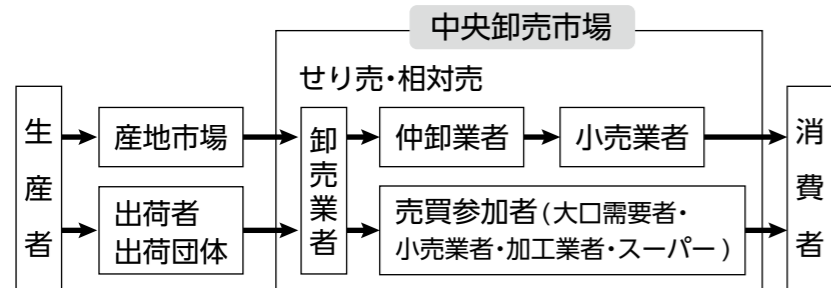 中央卸売市場
せり売・相対売
生産者
産地市場
卸売業者
仲卸業者
小売業者
消費者
出荷者
出荷団体
売買参加者(大口需要者・
小売業者・加工業者・スーパー)